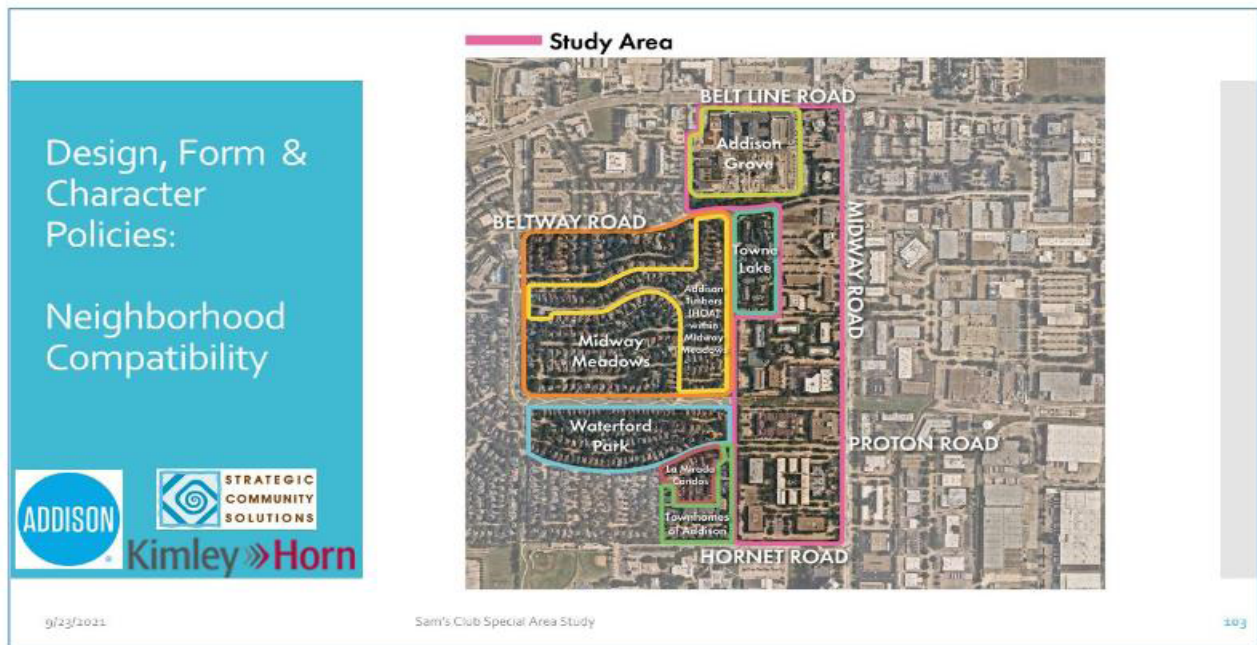 Study Area
Design, Form &
Character
Policies:
Neighborhood
Compatibility
BELT LINE ROAD
Addison
Grove
BELTWAY ROAD
MIDWAY ROAD
Towne
Lake
Addison
Timbers
(HOA)
within
Midway
Meadows
Midway
Meadows
Waterford
Park
PROTON ROAD
La Mirada
Condos
Townhomes
of Addison
HORNET ROAD
ADDISON
STRATEGIC
COMMUNITY
SOLUTIONS
Kimley»Horn
9/23/2021
Sam's Club Special Area Study
103